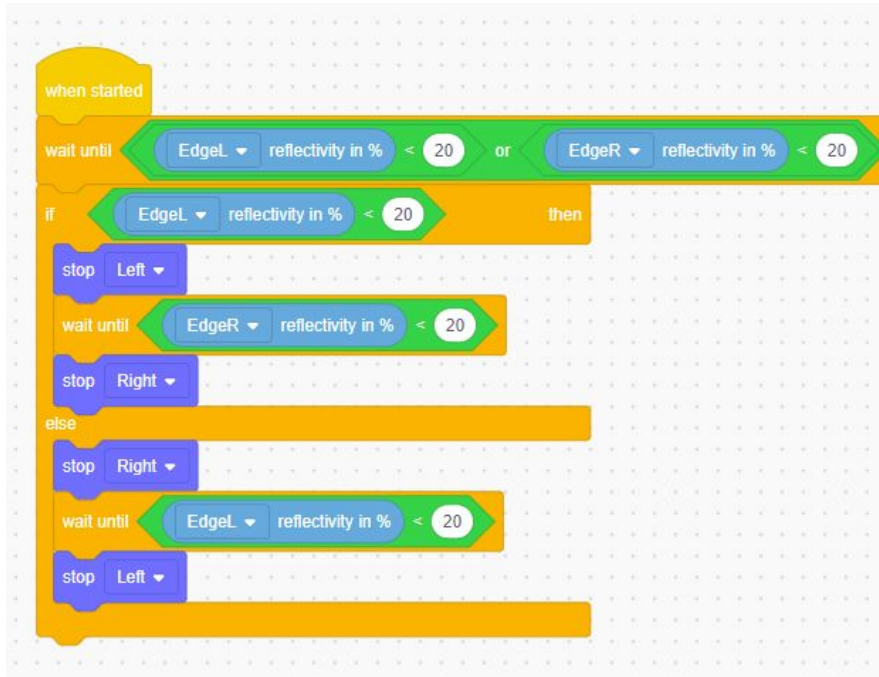 when started
wait until EdgeL reflectivity in % < 20 or EdgeR reflectivity in % < 20
if EdgeL reflectivity in % < 20 then
stop Left
wait until EdgeR reflectivity in % < 20
stop Right
else
stop Right
wait until EdgeL reflectivity in % < 20
stop Left